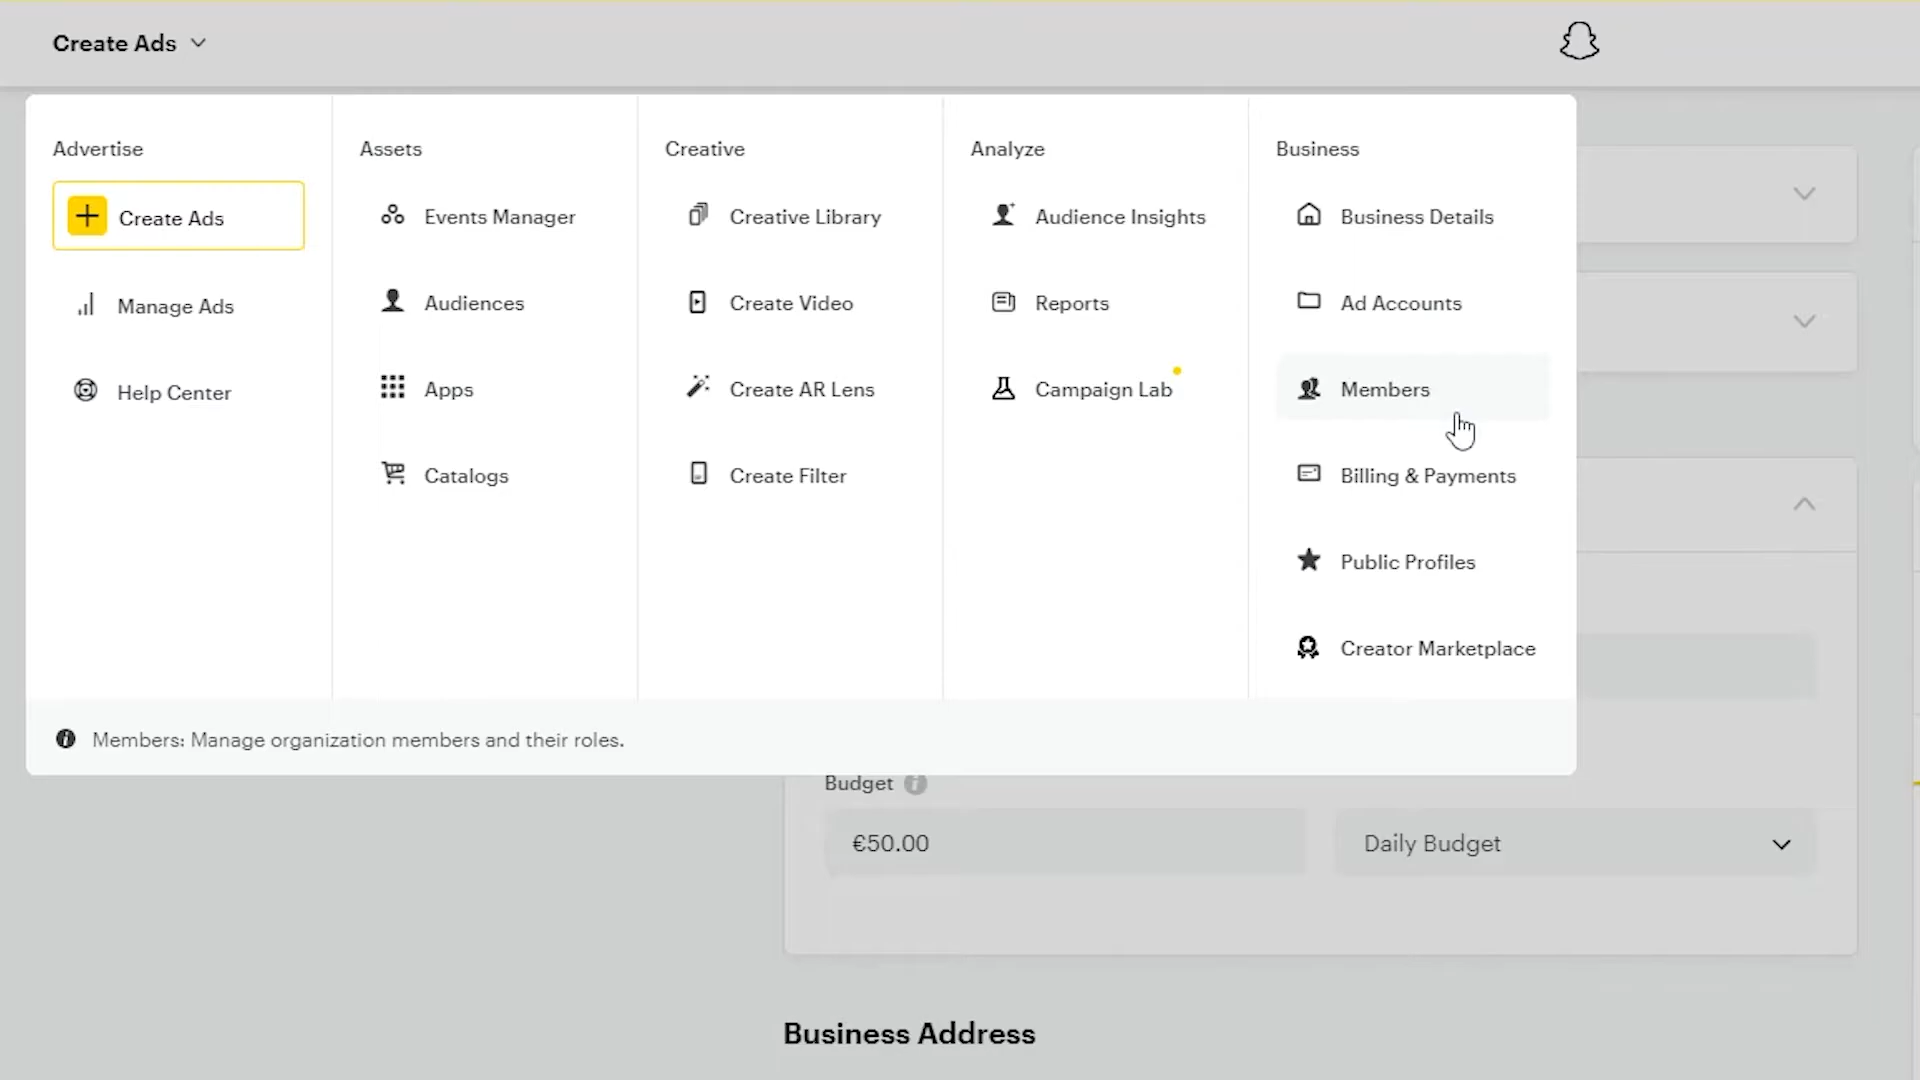 Create Ads
Advertise
Create Ads
Manage Ads
Help Center
Assets
Events Manager
Audiences
Apps
Catalogs
Creative
Creative Library
Create Video
Create AR Lens
Create Filter
Analyze
Audience Insights
Reports
Campaign Lab
Business
Business Details
Ad Accounts
Members
Billing & Payments
Public Profiles
Creator Marketplace
Members: Manage organization members and their roles.
Budget
€50.00
Daily Budget
Business Address